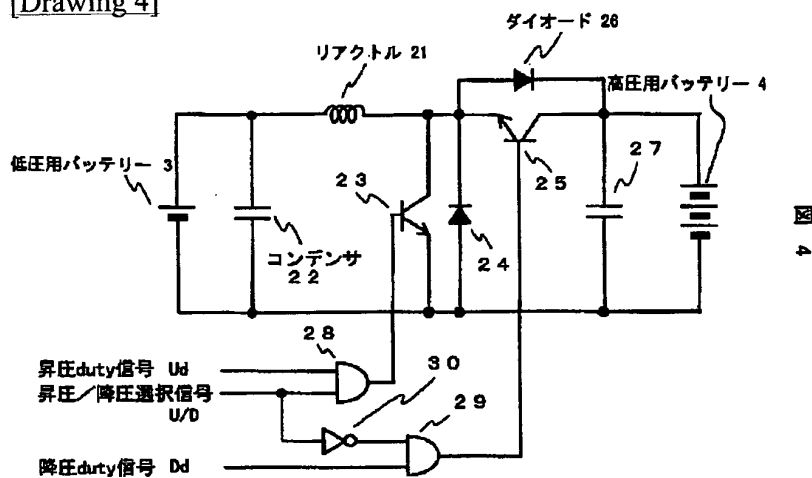 [Drawing 4]
ダイオード 26
リアクトル 21
高圧用バッテリー 4
低圧用バッテリー 3
23
25
27
コンデンサ
22
24
図4
28
昇圧duty信号 Ud
30
昇圧/降圧選択信号
U/D
29
降圧duty信号 Dd